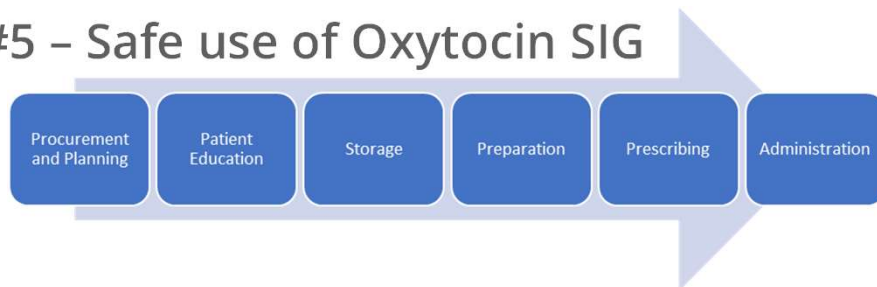 #5 – Safe use of Oxytocin SIG
Procurement
and Planning
Patient
Education
Storage
Preparation
Prescribing
Administration